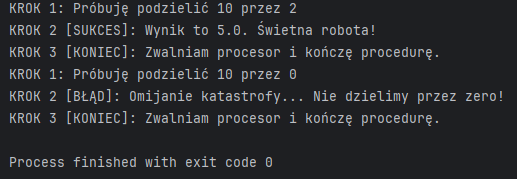 KROK 1: Próbuję podzielić 10 przez 2
KROK 2 [SUKCES]: Wynik to 5.0. Świetna robota!
KROK 3 [KONIEC]: Zwalniam procesor i kończę procedurę.
KROK 1: Próbuję podzielić 10 przez 0
KROK 2 [BŁĄD]: Omijanie katastrofy... Nie dzielimy przez zero!
KROK 3 [KONIEC]: Zwalniam procesor i kończę procedurę.
Process finished with exit code 0